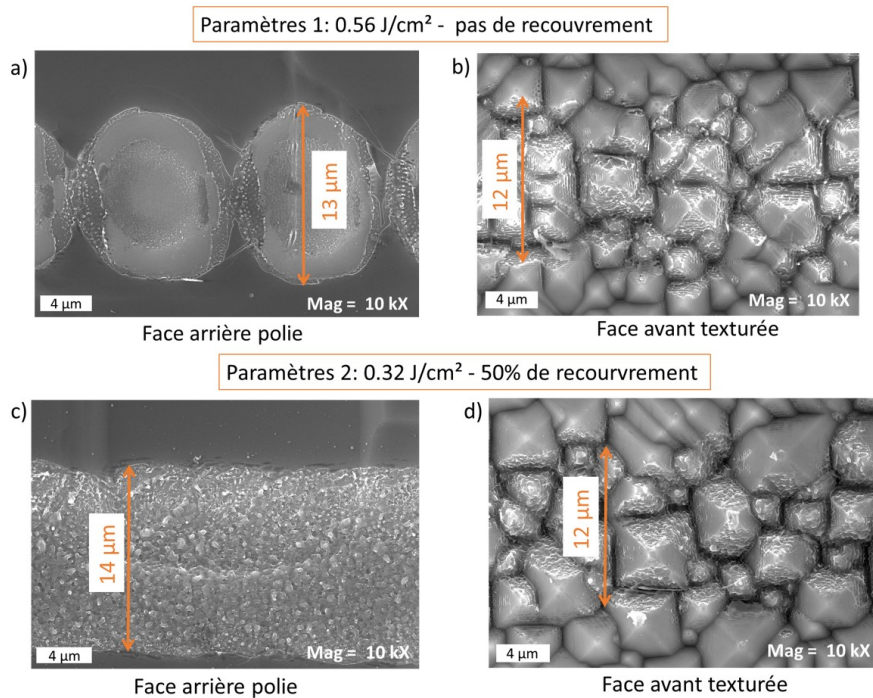 Paramètres 1: 0.56 J/cm² - pas de recouvrement
a)
b)
13 µm
12 µm
4 µm
Mag = 10 kX
4 µm
Mag = 10 kX
Face arrière polie
Face avant texturée
Paramètres 2: 0.32 J/cm² - 50% de recourvrement
c)
d)
14 µm
12 µm
4 µm
Mag = 10 kX
4 µm
Mag = 10 kX
Face arrière polie
Face avant texturée